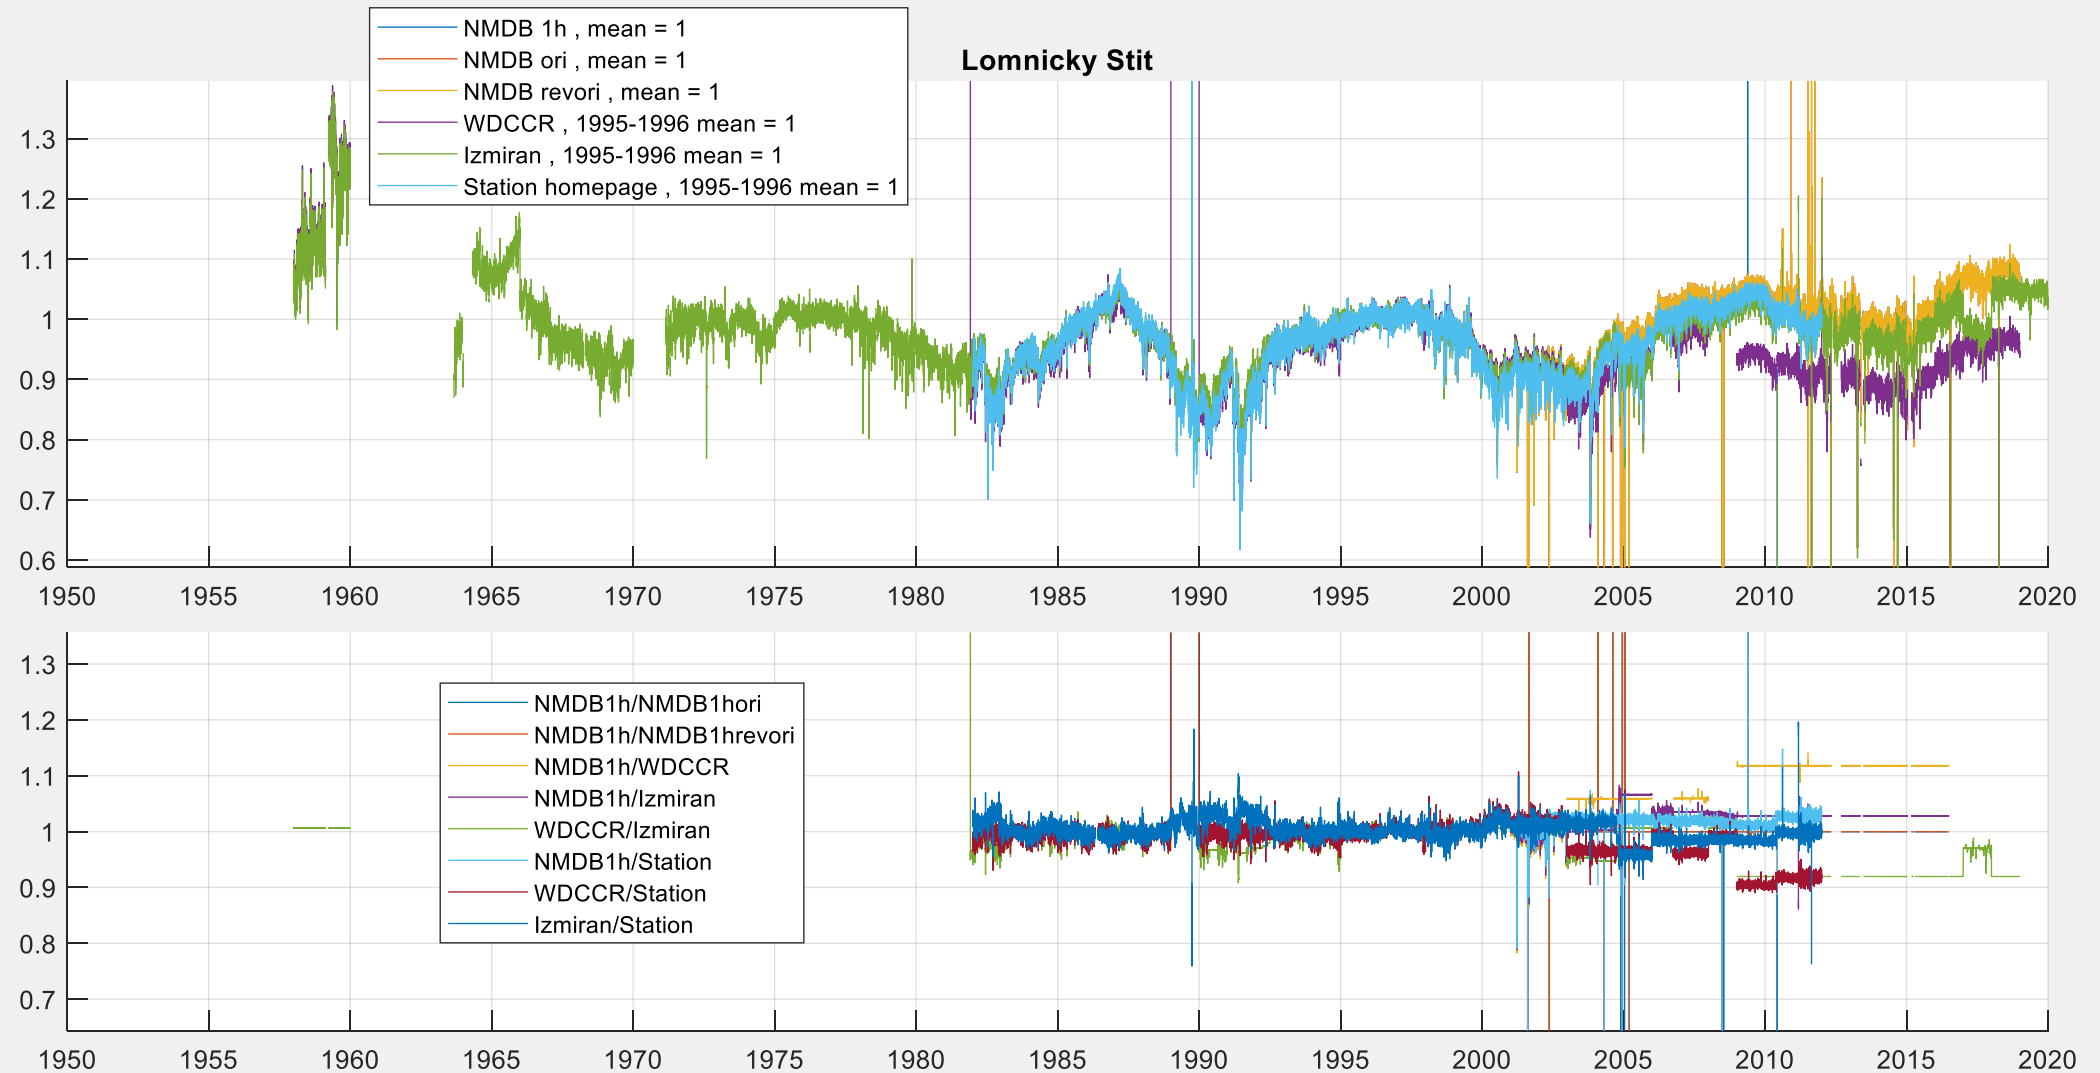 Lomnicky Stit
NMDB 1h , mean = 1
NMDB ori , mean = 1
NMDB revori , mean = 1
WDCCR , 1995-1996 mean = 1
Izmiran , 1995-1996 mean = 1
Station homepage , 1995-1996 mean = 1
1.3
1.2
1.1
1
0.9
0.8
0.7
0.6
1950 1955 1960 1965 1970 1975 1980 1985 1990 1995 2000 2005 2010 2015 2020
1.3
1.2
1.1
1
0.9
0.8
0.7
NMDB1h/NMDB1hori
NMDB1h/NMDB1hrevori
NMDB1h/WDCCR
NMDB1h/Izmiran
WDCCR/Izmiran
NMDB1h/Station
WDCCR/Station
Izmiran/Station
1950 1955 1960 1965 1970 1975 1980 1985 1990 1995 2000 2005 2010 2015 2020